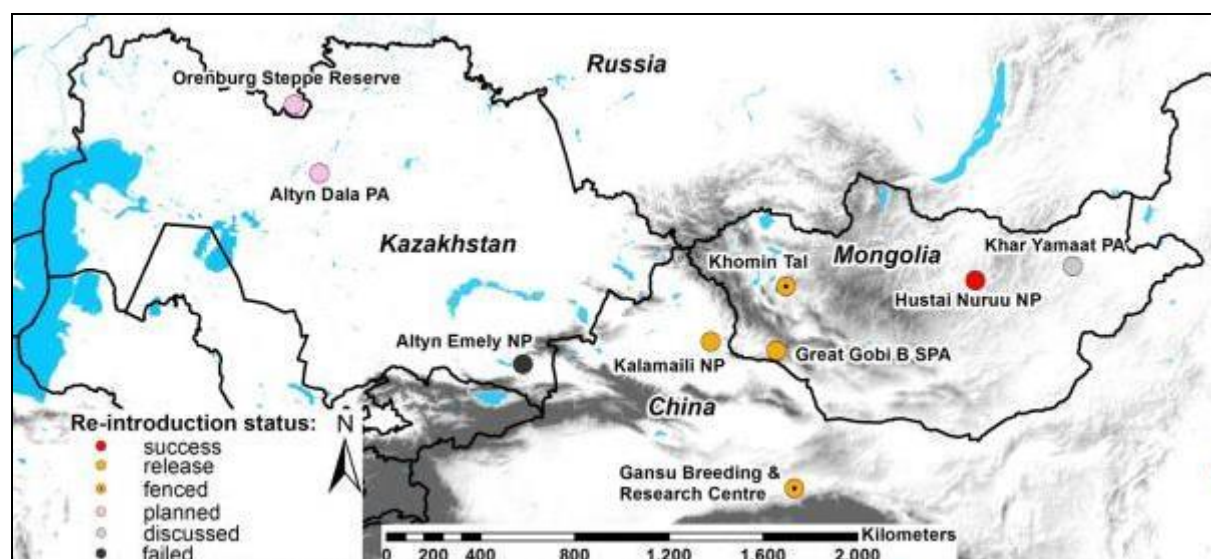 Russia
Orenburg Steppe Reserve
Altyn Dala PA
Kazakhstan
Khar Yamaat PA
Mongolia
Khomin Tal
Hustai Nuruu NP
Altyn Emely NP
Great Gobi B SPA
Kalamaili NP
China
Re-introduction status:
N
success
release
fenced
planned
discussed
failed
Gansu Breeding &
Research Centre
Kilometers
0 200 400 800 1,200 1,600 2,000